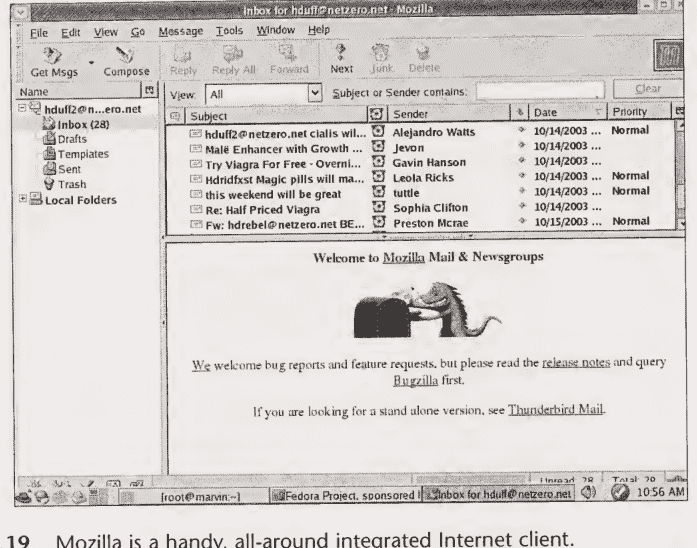 Inbox for hduff@netzero.net - Mozilla
File Edit View Go Message Tools Window Help
Get Msgs Compose Reply Reply All Forward Next Junk Delete
Name
View: All Subject or Sender contains: Clear
hduff2@n...ero.net
Inbox (28)
Drafts
Templates
Sent
Trash
Local Folders
Subject Sender Date Priority
hduff2@netzero.net cialis wil... Alejandro Watts 10/14/2003 ... Normal
Male Enhancer with Growth ... Jevon 10/14/2003 ... Normal
Try Viagra For Free - Overni... Gavin Hanson 10/14/2003 ...
Hdridfxst Magic pills will ma... Leola Ricks 10/14/2003 ... Normal
this weekend will be great tuttle 10/14/2003 ... Normal
Re: Half Priced Viagra Sophia Clifton 10/14/2003 ...
Fw: hdrebel@netzero.net BE... Preston Mcrae 10/15/2003 ... Normal
Welcome to Mozilla Mail & Newsgroups
We welcome bug reports and feature requests, but please read the release notes and query
Bugzilla first.
If you are looking for a stand alone version, see Thunderbird Mail.
Unread: 28 Total: 29
[root@marvin:~] Fedora Project, sponsored Inbox for hduff@netzero.net 10:56 AM
19 Mozilla is a handy, all-around integrated Internet client.